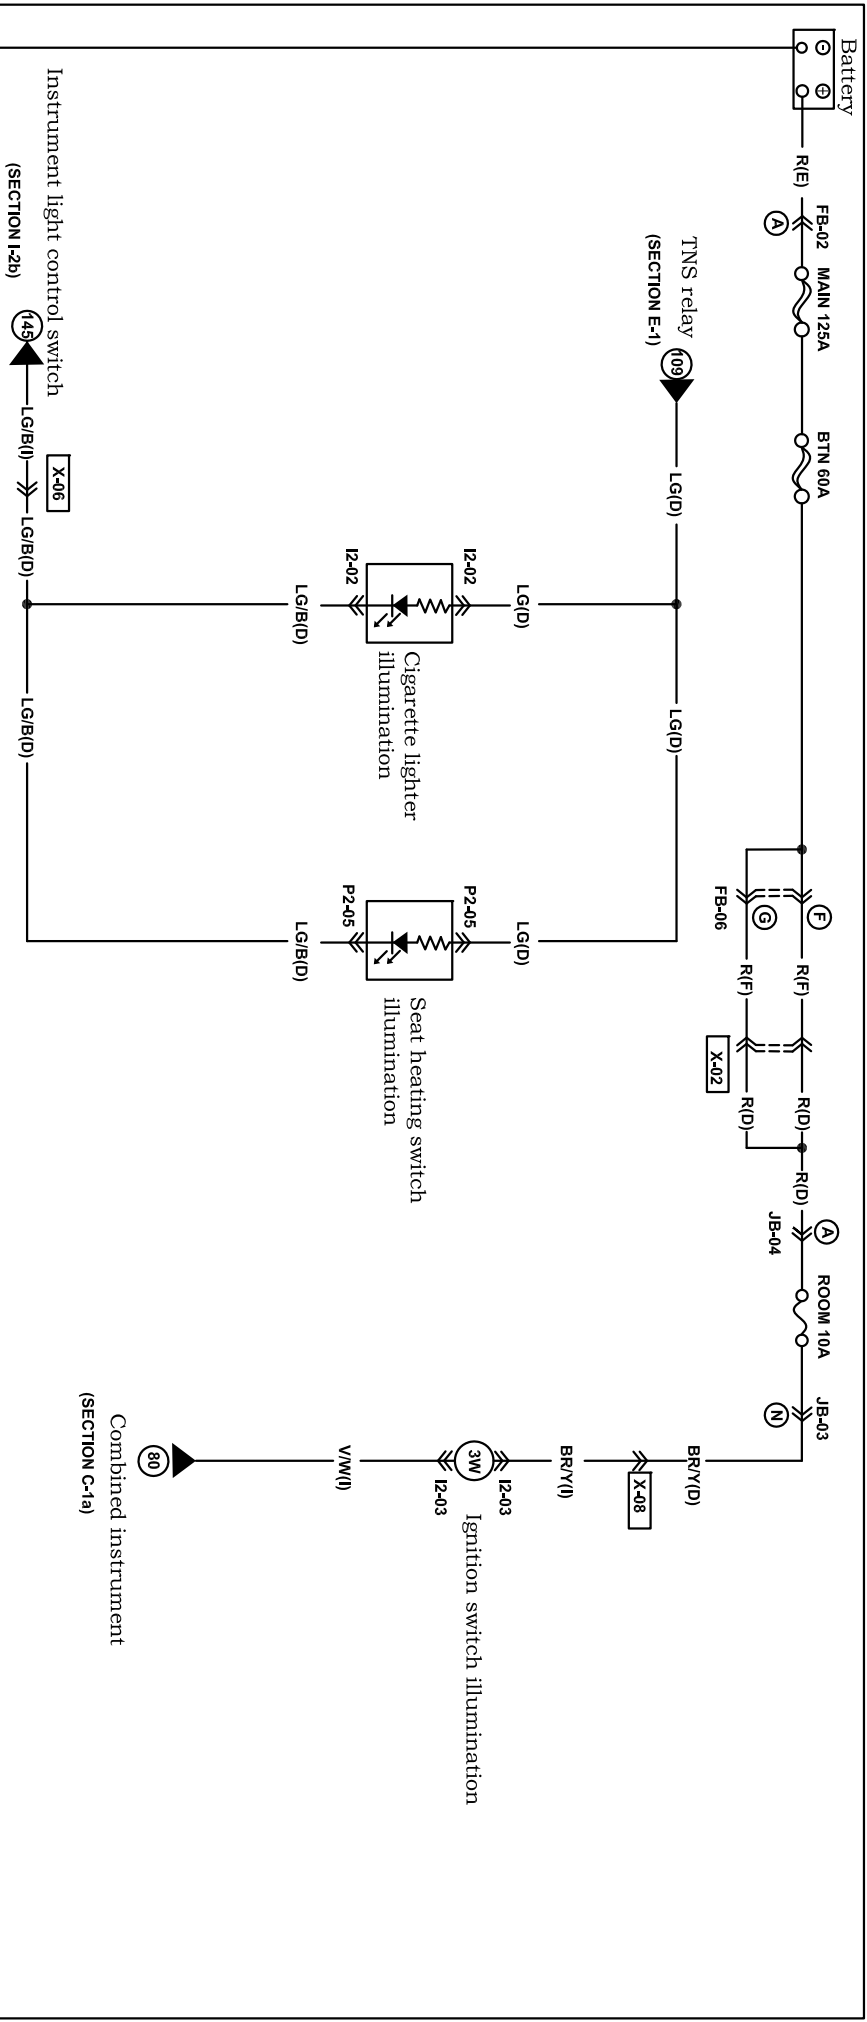 Battery
-
+
R(E)
FB-02
A
MAIN 125A
BTN 60A
F
G
FB-06
R(F)
R(F)
X-02
R(D)
R(D)
R(D)
A
JB-04
ROOM 10A
JB-03
N
TNS relay
(SECTION E-1)
109
LG(D)
LG(D)
BR/Y(D)
X-08
BR/Y(I)
LG(D)
LG(D)
I2-02
I2-02
Cigarette lighter
illumination
P2-05
P2-05
Seat heating switch
illumination
I2-03
3W
I2-03
Ignition switch illumination
LG/B(D)
LG/B(D)
V/W(I)
80
Combined instrument
(SECTION C-1a)
Instrument light control switch
(SECTION I-2b)
145
LG/B(I)
X-06
LG/B(D)
LG/B(D)